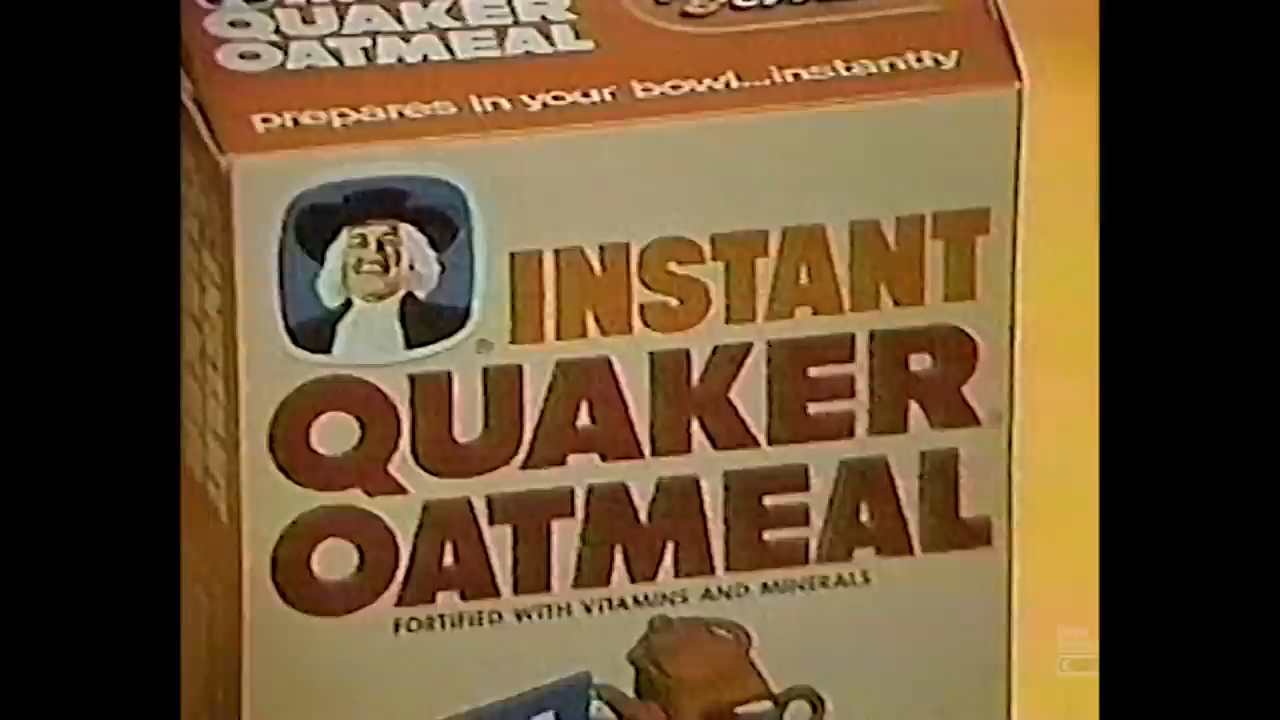 QUAKER
OATMEAL
prepares in your bowl...instantly
INSTANT
QUAKER
OATMEAL
FORTIFIED WITH VITAMINS AND MINERALS